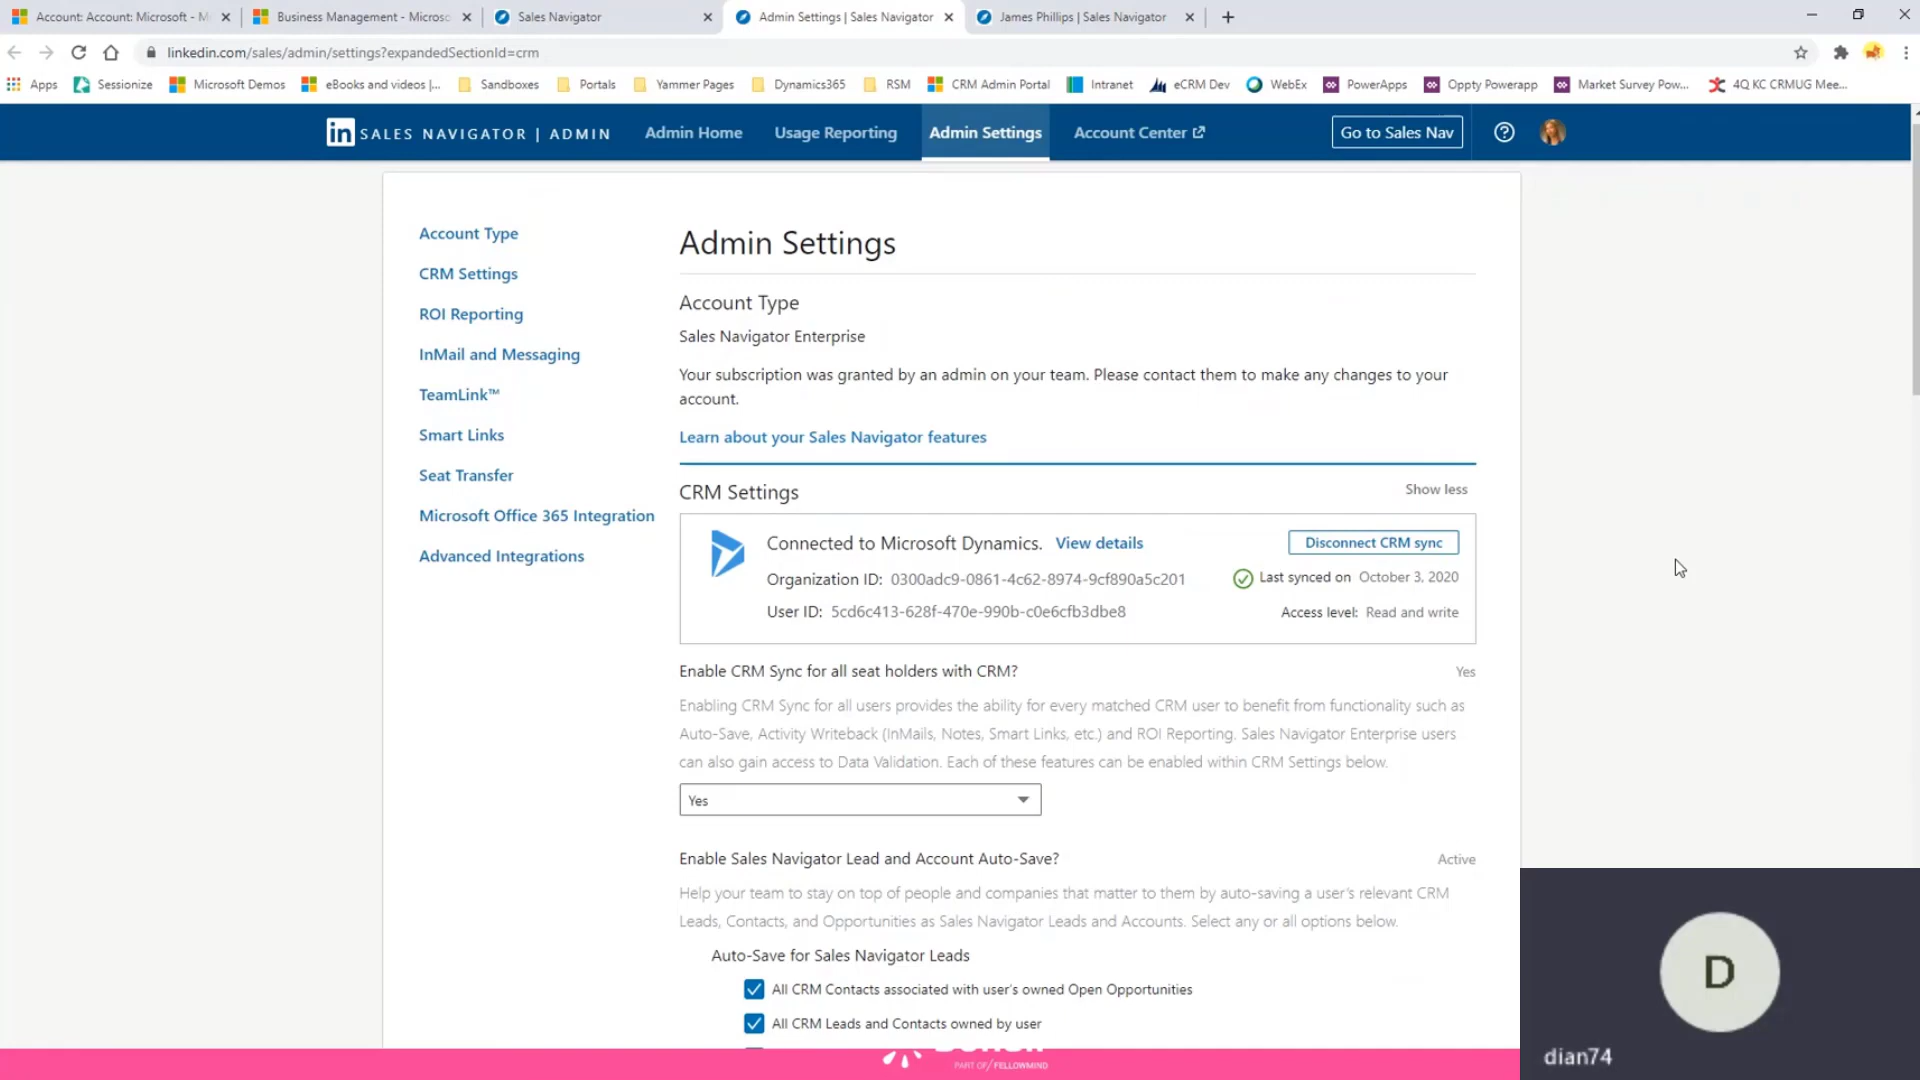 Account: Account: Microsoft - M
Business Management - Microso
Sales Navigator
Admin Settings | Sales Navigator
James Phillips | Sales Navigator
linkedin.com/sales/admin/settings?expandedSectionId=crm
Apps
Sessionize
Microsoft Demos
eBooks and videos |...
Sandboxes
Portals
Yammer Pages
Dynamics365
RSM
CRM Admin Portal
Intranet
eCRM Dev
WebEx
PowerApps
Oppty Powerapp
Market Survey Pow...
4Q KC CRMUG Mee...
in SALES NAVIGATOR | ADMIN
Admin Home
Usage Reporting
Admin Settings
Account Center
Go to Sales Nav
Account Type
CRM Settings
ROI Reporting
InMail and Messaging
TeamLink™
Smart Links
Seat Transfer
Microsoft Office 365 Integration
Advanced Integrations
Admin Settings
Account Type
Sales Navigator Enterprise
Your subscription was granted by an admin on your team. Please contact them to make any changes to your
account.
Learn about your Sales Navigator features
CRM Settings
Show less
Connected to Microsoft Dynamics. View details
Disconnect CRM sync
Organization ID: 0300adc9-0861-4c62-8974-9cf890a5c201
Last synced on October 3, 2020
User ID: 5cd6c413-628f-470e-990b-c0e6cfb3dbe8
Access level: Read and write
Enable CRM Sync for all seat holders with CRM?
Yes
Enabling CRM Sync for all users provides the ability for every matched CRM user to benefit from functionality such as
Auto-Save, Activity Writeback (InMails, Notes, Smart Links, etc.) and ROI Reporting. Sales Navigator Enterprise users
can also gain access to Data Validation. Each of these features can be enabled within CRM Settings below.
Yes
Enable Sales Navigator Lead and Account Auto-Save?
Active
Help your team to stay on top of people and companies that matter to them by auto-saving a user's relevant CRM
Leads, Contacts, and Opportunities as Sales Navigator Leads and Accounts. Select any or all options below.
Auto-Save for Sales Navigator Leads
All CRM Contacts associated with user's owned Open Opportunities
All CRM Leads and Contacts owned by user
PART OF/FELLOWMIND
D
dian74